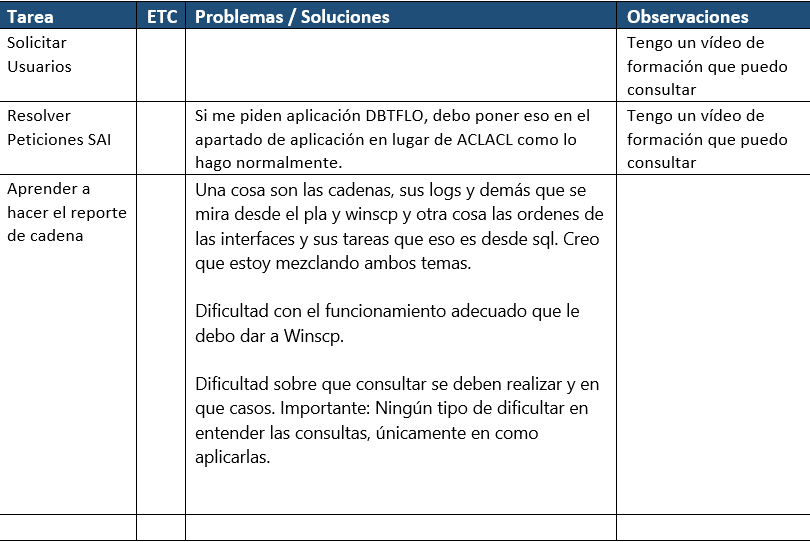 Tarea ETC Problemas / Soluciones Observaciones
Solicitar
Usuarios
Tengo un vídeo de
formación que puedo
consultar
Resolver
Peticiones SAI
Si me piden aplicación DBTFLO, debo poner eso en el
apartado de aplicación en lugar de ACLACL como lo
hago normalmente.
Tengo un vídeo de
formación que puedo
consultar
Aprender a
hacer el reporte
de cadena
Una cosa son las cadenas, sus logs y demás que se
mira desde el pla y winscp y otra cosa las ordenes de
las interfaces y sus tareas que eso es desde sql. Creo
que estoy mezclando ambos temas.
Dificultad con el funcionamiento adecuado que le
debo dar a Winscp.
Dificultad sobre que consultar se deben realizar y en
que casos. Importante: Ningún tipo de dificultar en
entender las consultas, únicamente en como
aplicarlas.